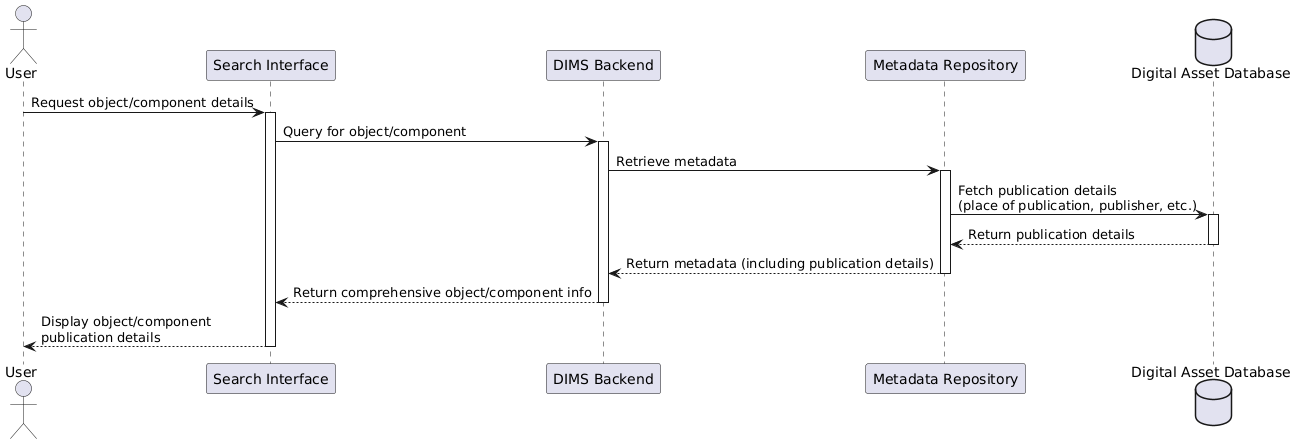 User
Search Interface
DIMS Backend
Metadata Repository
Digital Asset Database
Request object/component details
Query for object/component
Retrieve metadata
Fetch publication details
(place of publication, publisher, etc.)
Return publication details
Return metadata (including publication details)
Return comprehensive object/component info
Display object/component
publication details
User
Search Interface
DIMS Backend
Metadata Repository
Digital Asset Database